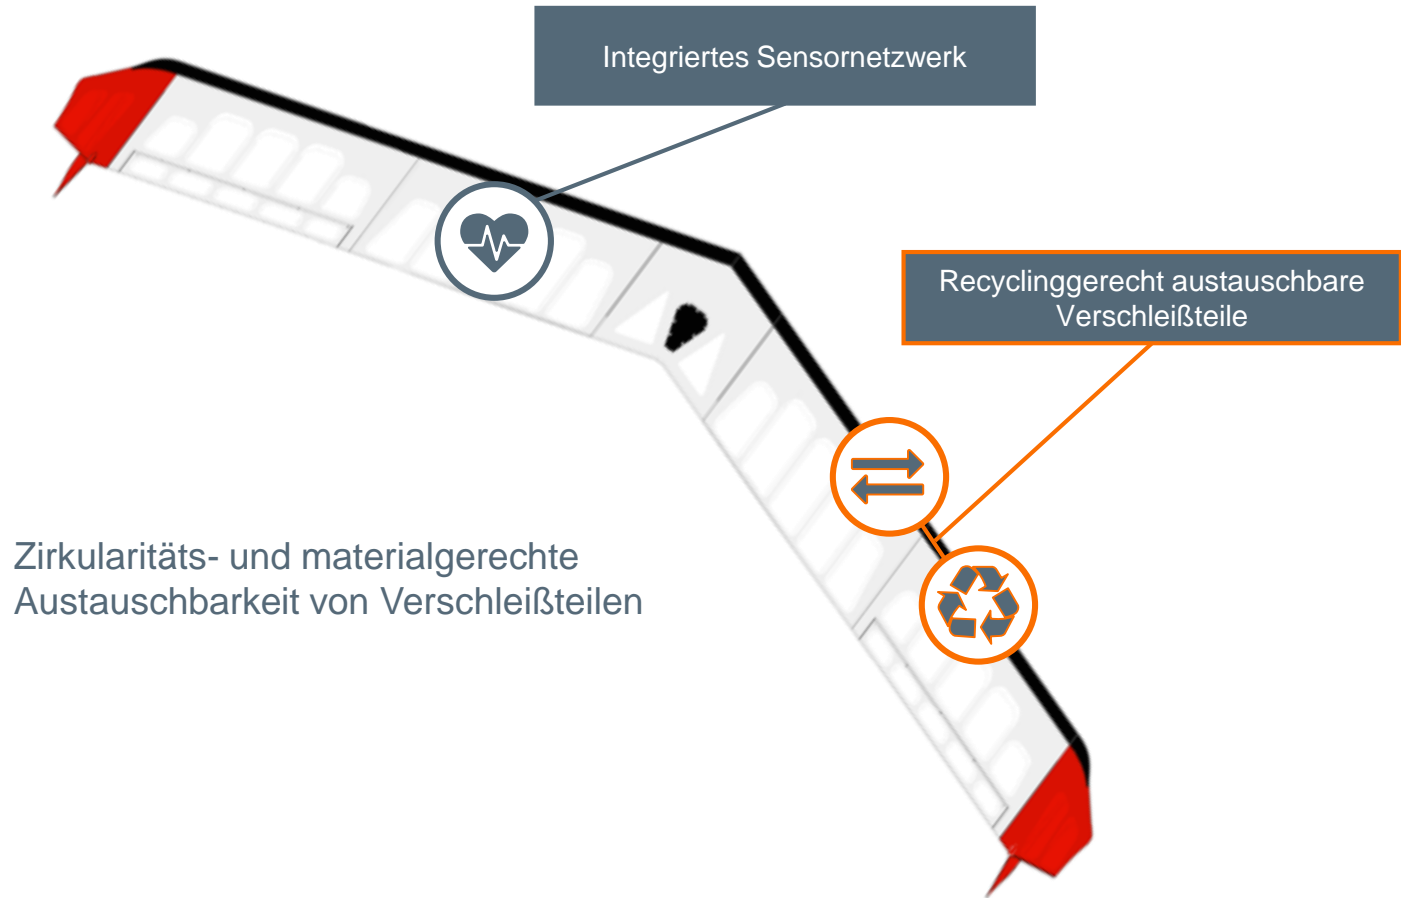 Integriertes Sensornetzwerk
Recyclinggerecht austauschbare
Verschleißteile
Zirkularitäts- und materialgerechte
Austauschbarkeit von Verschleißteilen